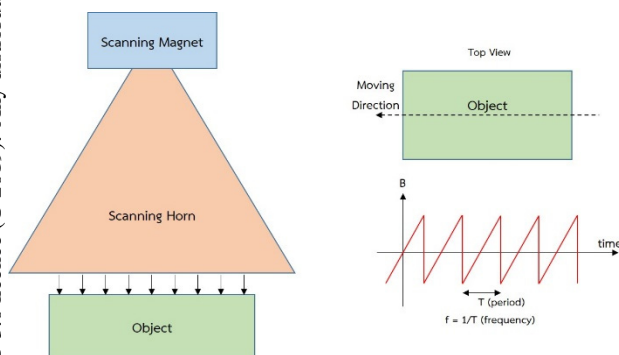 Scanning Magnet
Scanning Horn
Object
Top View
Moving
Direction
Object
B
time
T (period)
f = 1/T (frequency)